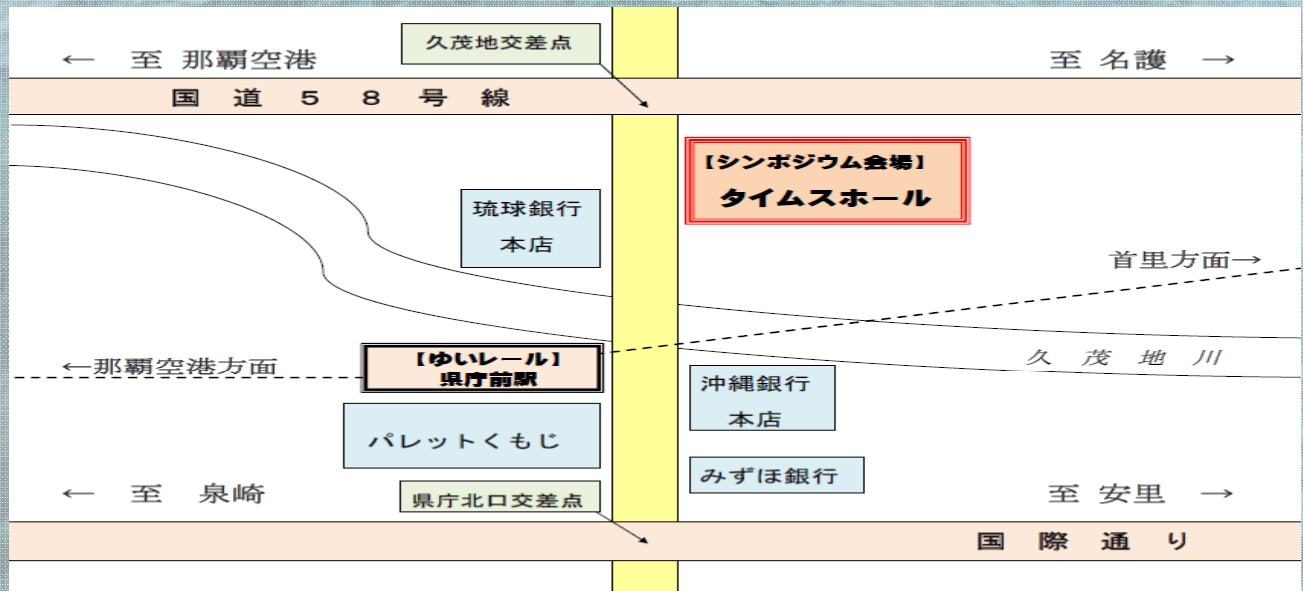 久茂地交差点
← 至 那覇空港
至 名護 →
国道58号線
【シンポジウム会場】
タイムスホール
琉球銀行
本店
首里方面→
【ゆいレール】
県庁前駅
←那覇空港方面
久茂地川
沖縄銀行
本店
パレットくもじ
みずほ銀行
← 至 泉崎
県庁北口交差点
至 安里 →
国際通り